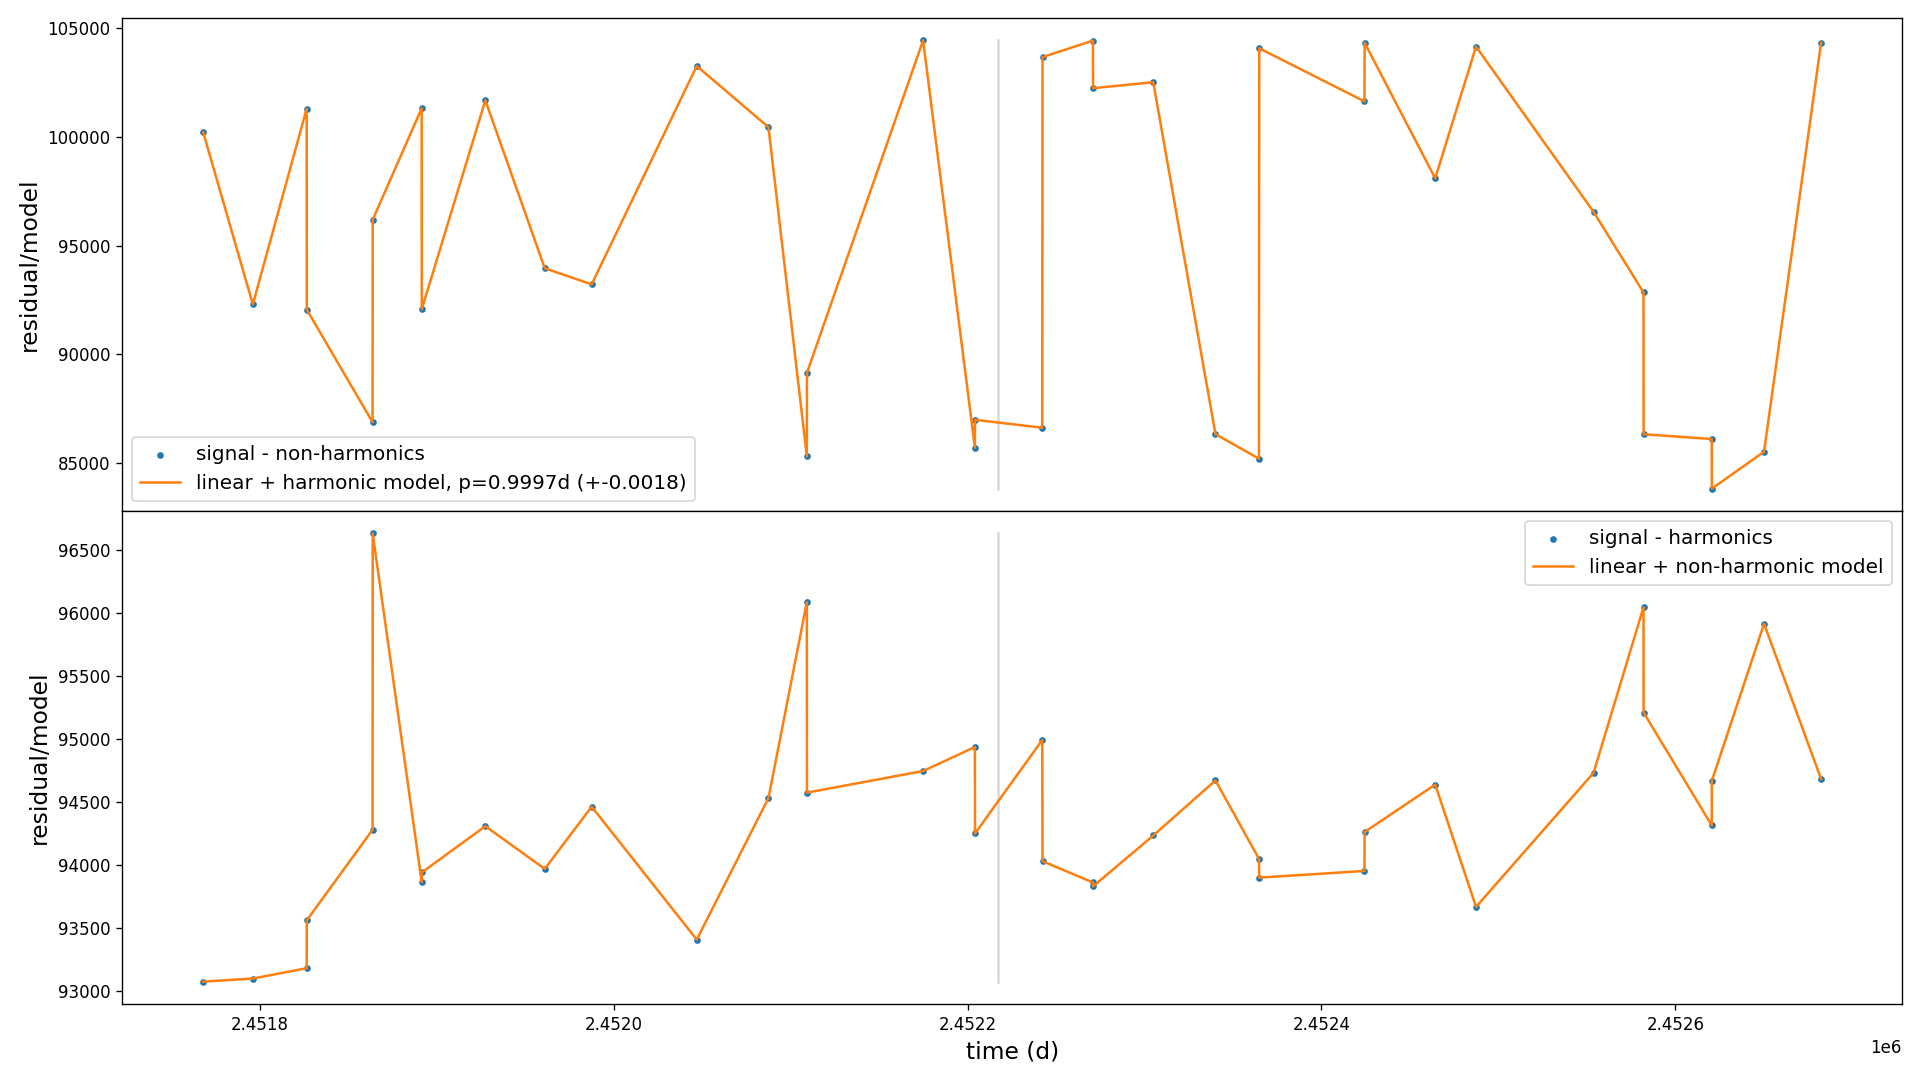 105000
100000
95000
90000
85000
residual/model
signal - non-harmonics
linear + harmonic model, p=0.9997d (+-0.0018)
96500
96000
95500
95000
94500
94000
93500
93000
residual/model
signal - harmonics
linear + non-harmonic model
2.4518 2.4520 2.4522 2.4524 2.4526
1e6
time (d)